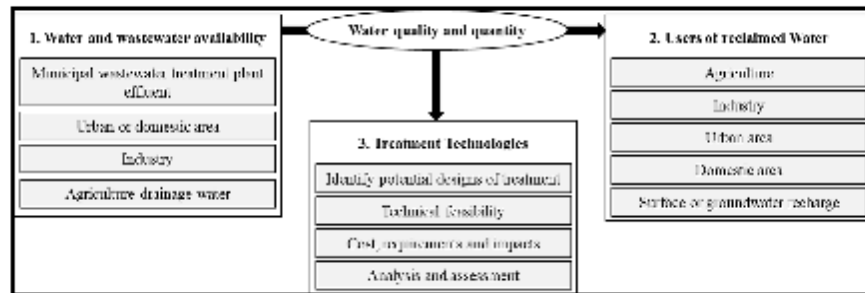 1. Water and wastewater availability
Municipal wastewater treatment plant
effluent
Urban or domestic area
Industry
Agriculture drainage water
Water quality and quantity
2. Users of reclaimed Water
Agriculture
Industry
Urban area
Domestic area
Surface or groundwater recharge
3. Treatment Technologies
Identify potential designs of treatment
Technical feasibility
Cost, requirements and impacts
Analysis and assessment